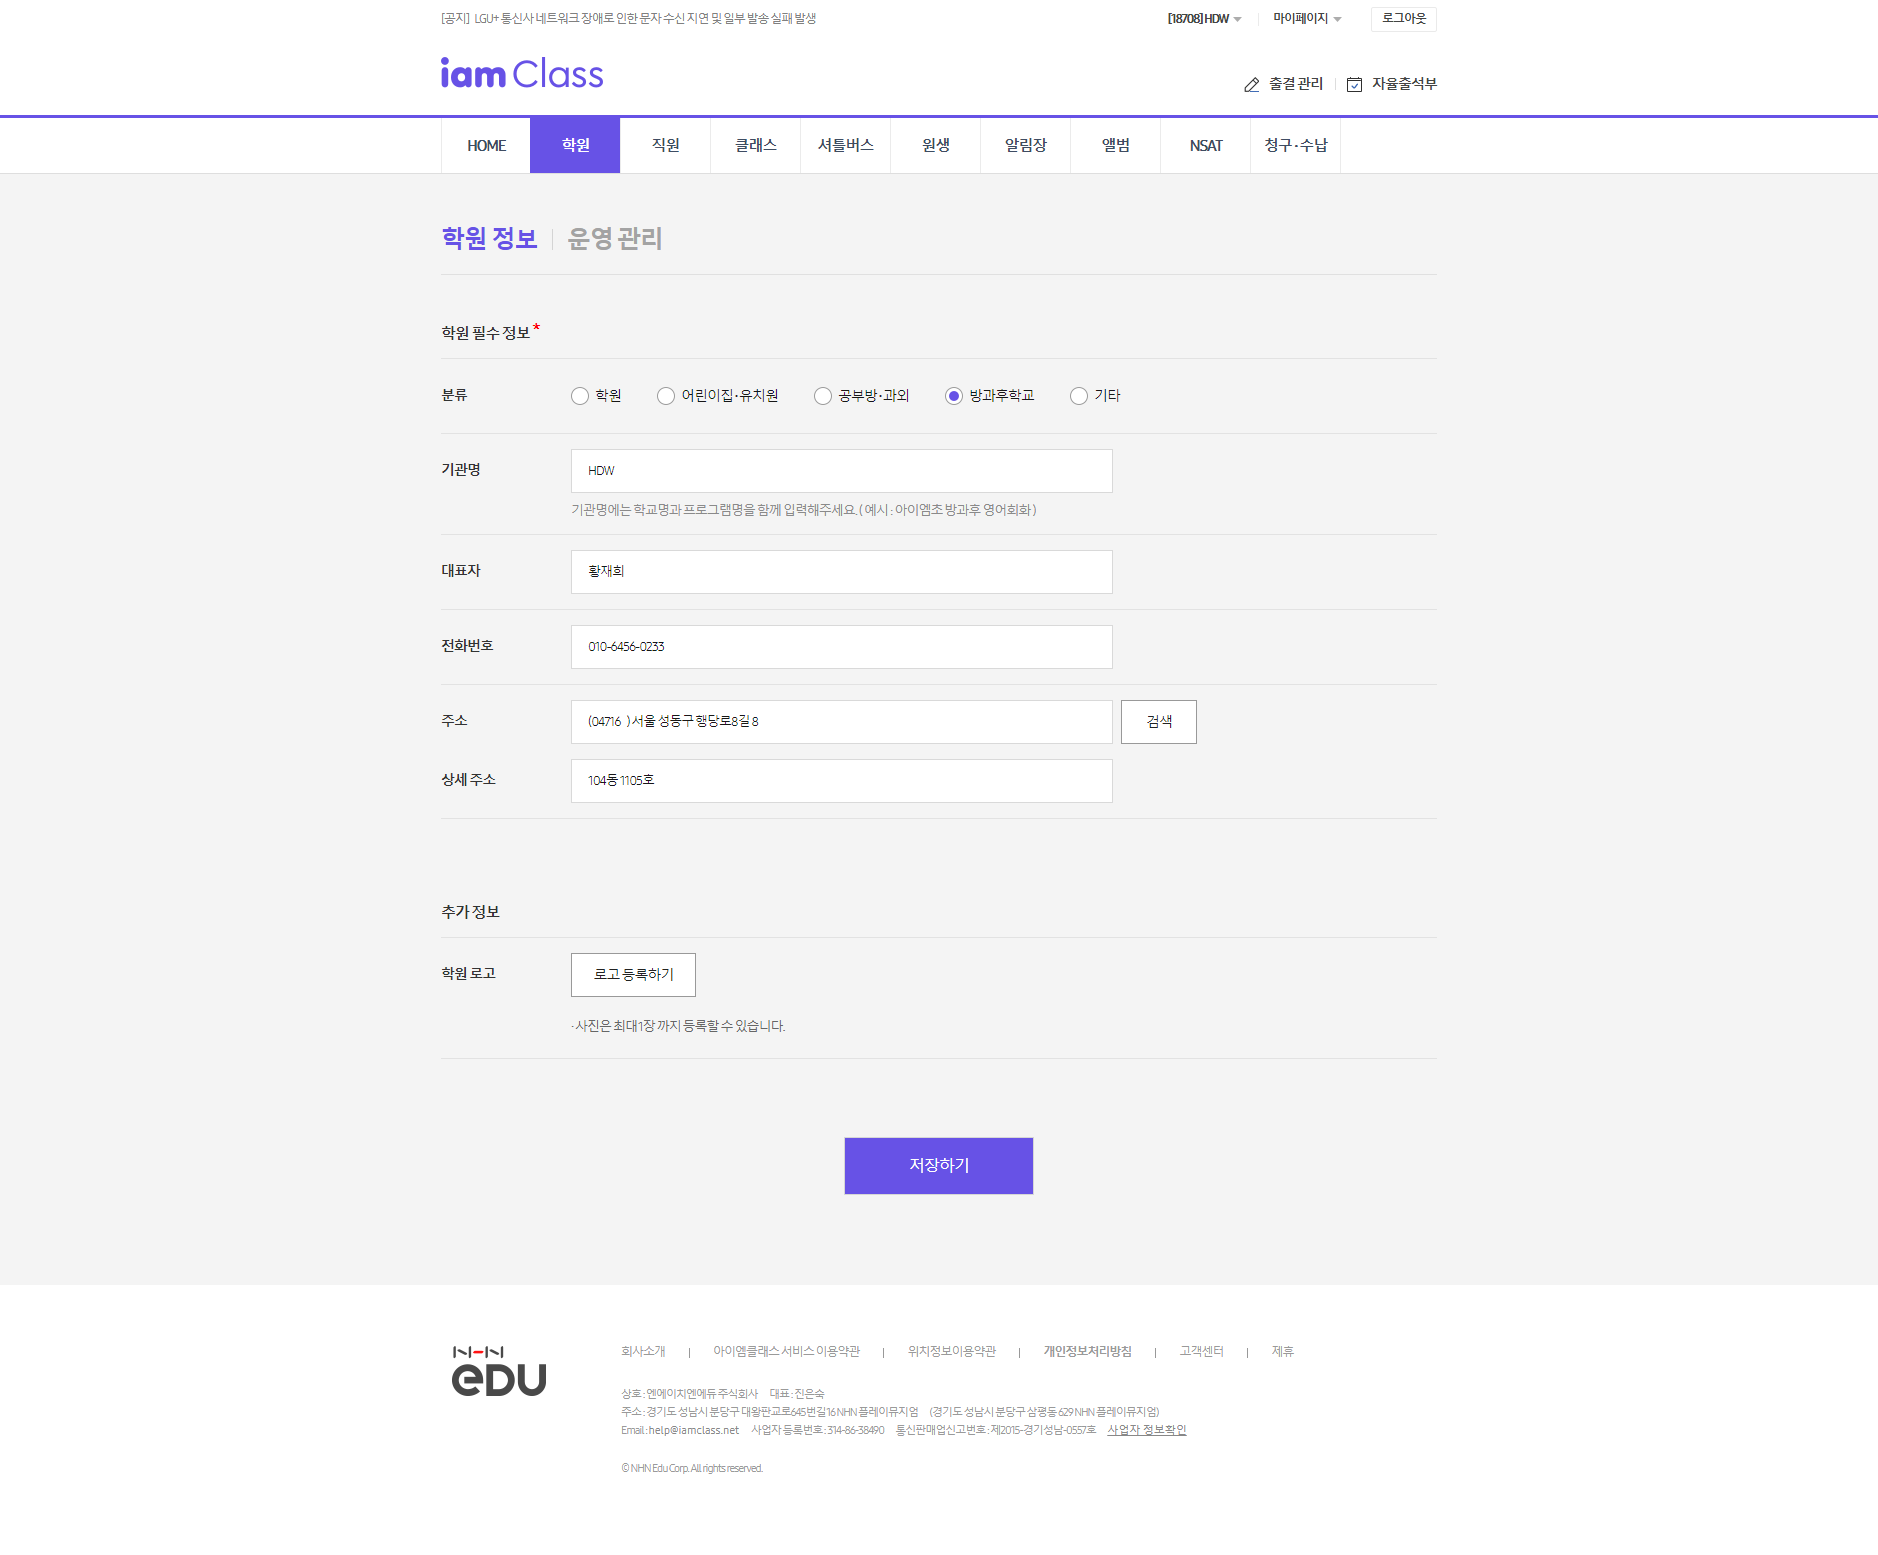 [공지] LGU+ 통신사 네트워크 장애로 인한 문자 수신 지연 및 일부 발송 실패 발생
[18708] HDW 마이페이지 로그아웃
iam Class
출결 관리 자율출석부
HOME 학원 직원 클래스 셔틀버스 원생 알림장 앨범 NSAT 청구·수납
학원 정보 운영 관리
학원 필수 정보 *
분류 학원 어린이집·유치원 공부방·과외 방과후학교 기타
기관명 HDW
기관명에는 학교명과 프로그램명을 함께 입력해주세요. ( 예시 : 아이엠초 방과후 영어회화 )
대표자 황재희
전화번호 010-6456-0233
주소 (04716 ) 서울 성동구 행당로8길 8 검색
상세 주소 104동 1105호
추가 정보
학원 로고 로고 등록하기
· 사진은 최대 1장 까지 등록할 수 있습니다.
저장하기
NHN edu
회사소개 | 아이엠클래스 서비스 이용약관 | 위치정보이용약관 | 개인정보처리방침 | 고객센터 | 제휴
상호 : 엔에이치엔에듀 주식회사 대표 : 진은숙
주소 : 경기도 성남시 분당구 대왕판교로645번길 16 NHN 플레이뮤지엄 (경기도 성남시 분당구 삼평동 629 NHN 플레이뮤지엄)
Email : help@iamclass.net 사업자 등록번호 : 314-86-38490 통신판매업신고번호 : 제2015-경기성남-0557호 사업자 정보확인
© NHN Edu Corp. All rights reserved.